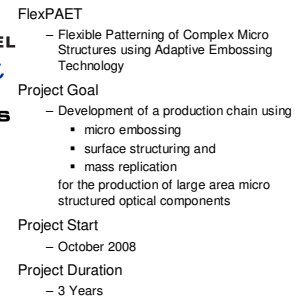 FlexPAET
– Flexible Patterning of Complex Micro
Structures using Adaptive Embossing
Technology
EL
Project Goal
– Development of a production chain using
▪ micro embossing
▪ surface structuring and
▪ mass replication
for the production of large area micro
structured optical components
Project Start
– October 2008
Project Duration
– 3 Years